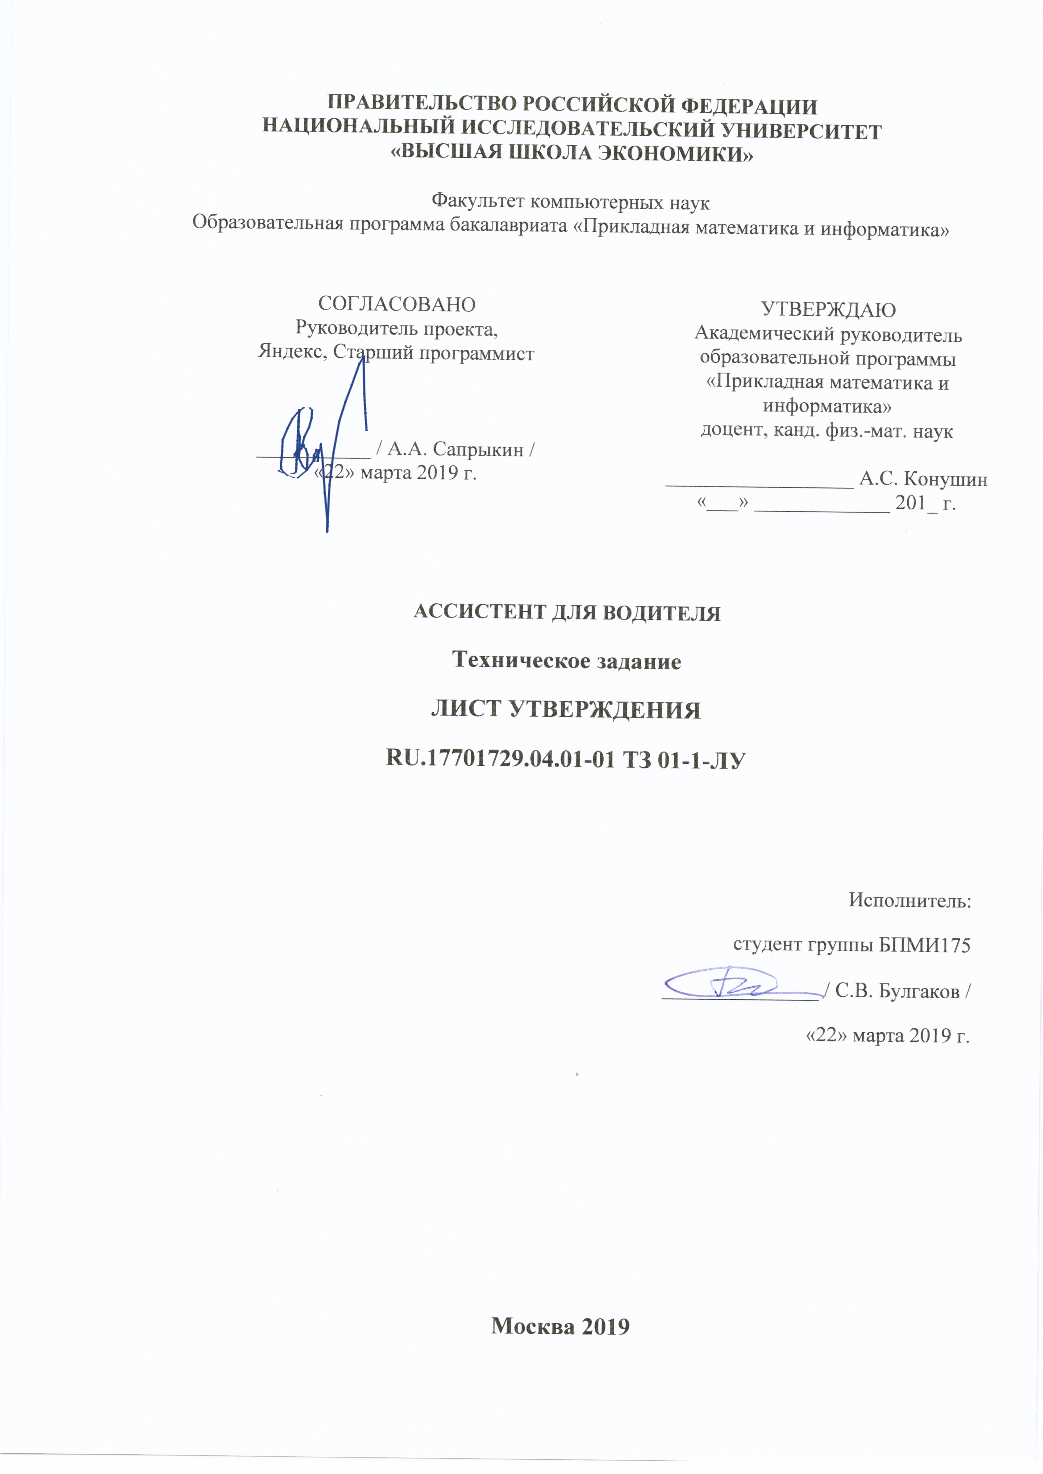 ПРАВИТЕЛЬСТВО РОССИЙСКОЙ ФЕДЕРАЦИИ
НАЦИОНАЛЬНЫЙ ИССЛЕДОВАТЕЛЬСКИЙ УНИВЕРСИТЕТ
«ВЫСШАЯ ШКОЛА ЭКОНОМИКИ»
Факультет компьютерных наук
Образовательная программа бакалавриата «Прикладная математика и информатика»
СОГЛАСОВАНО
Руководитель проекта,
Яндекс, Старший программист
___________ / А.А. Сапрыкин /
«22» марта 2019 г.
УТВЕРЖДАЮ
Академический руководитель
образовательной программы
«Прикладная математика и
информатика»
доцент, канд. физ.-мат. наук
__________________ А.С. Конушин
«___» _____________ 201_ г.
АССИСТЕНТ ДЛЯ ВОДИТЕЛЯ
Техническое задание
ЛИСТ УТВЕРЖДЕНИЯ
RU.17701729.04.01-01 ТЗ 01-1-ЛУ
Исполнитель:
студент группы БПМИ175
_______________/ С.В. Булгаков /
«22» марта 2019 г.
Москва 2019